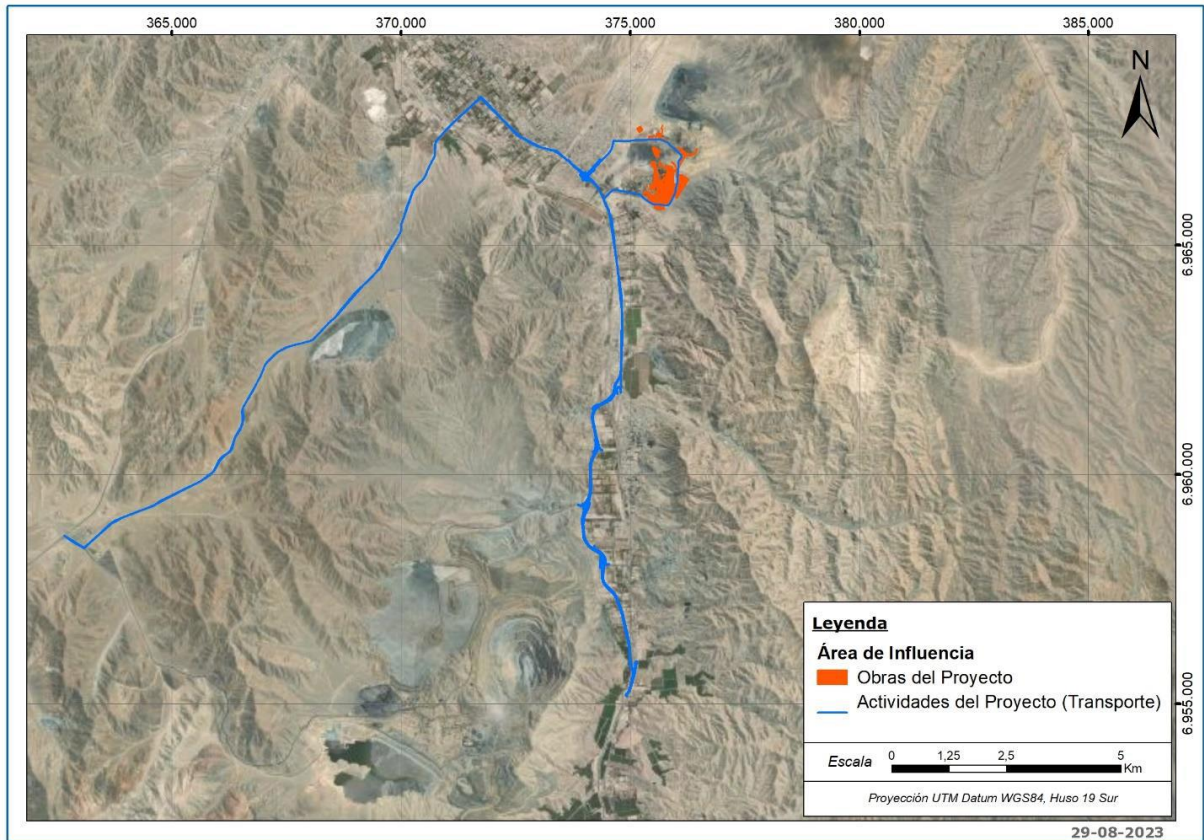 365.000 370.000 375.000 380.000 385.000
N
6.965.000
6.960.000
6.955.000
Leyenda
Área de Influencia
Obras del Proyecto
Actividades del Proyecto (Transporte)
Escala 0 1,25 2,5 5
Km
Proyección UTM Datum WGS84, Huso 19 Sur
29-08-2023